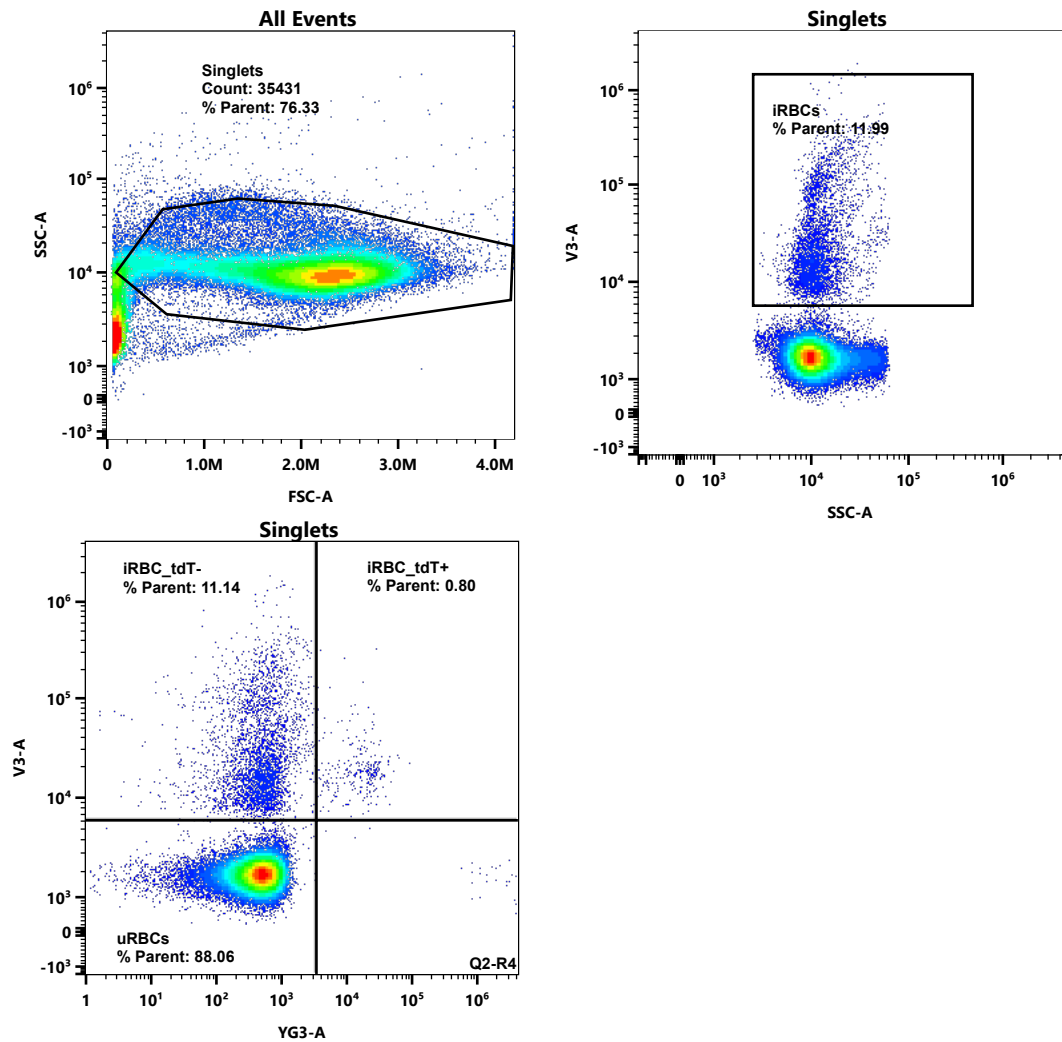 All Events
Singlets
Count: 35431
% Parent: 76.33
10⁶
10⁵
10⁴
10³
0
-10³
SSC-A
0
1.0M
2.0M
3.0M
4.0M
FSC-A
Singlets
iRBCs
% Parent: 11.99
10⁶
10⁵
10⁴
10³
0
-10³
V3-A
0
10³
10⁴
10⁵
10⁶
SSC-A
Singlets
iRBC_tdT-
% Parent: 11.14
iRBC_tdT+
% Parent: 0.80
10⁶
10⁵
10⁴
10³
0
-10³
V3-A
uRBCs
% Parent: 88.06
Q2-R4
1
10¹
10²
10³
10⁴
10⁵
10⁶
YG3-A